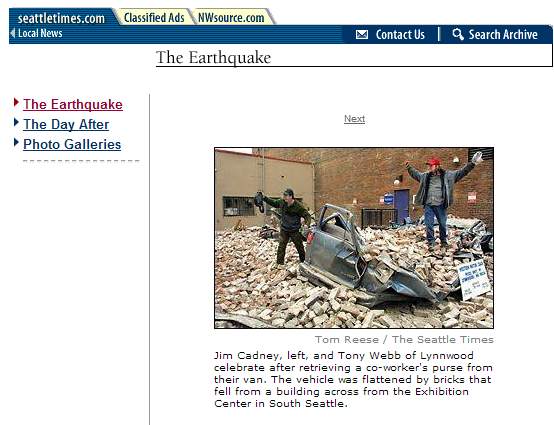 seattletimes.com Classified Ads NWsource.com
Local News Contact Us Search Archive
The Earthquake
The Earthquake
The Day After
Photo Galleries
Next
Tom Reese / The Seattle Times
Jim Cadney, left, and Tony Webb of Lynnwood
celebrate after retrieving a co-worker's purse from
their van. The vehicle was flattened by bricks that
fell from a building across from the Exhibition
Center in South Seattle.